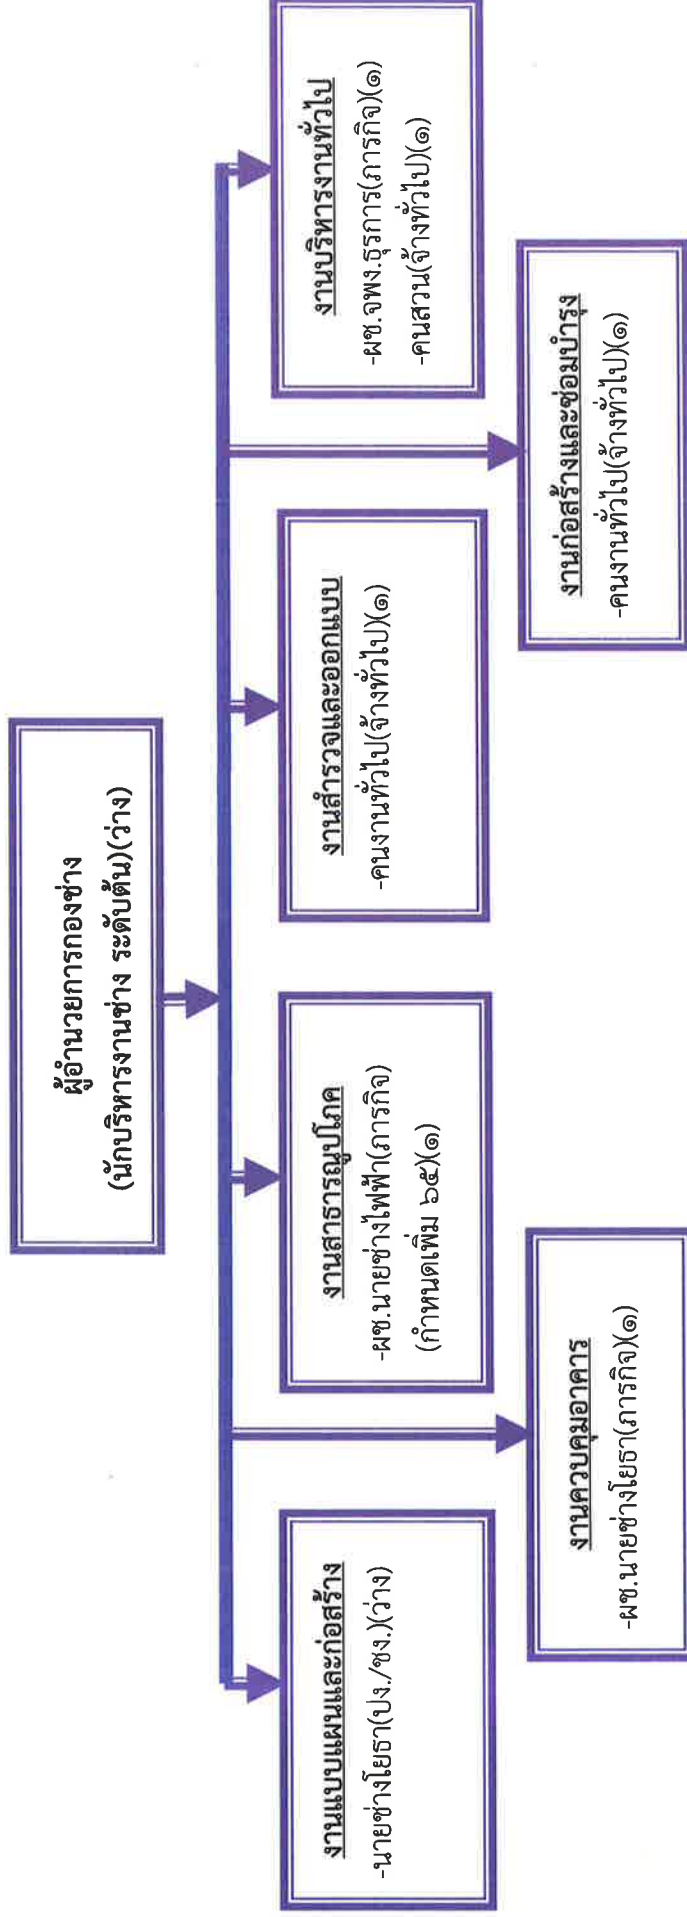 ผู้อำนวยการกองช่าง
(นักบริหารงานช่าง ระดับต้น)(ว่าง)
งานแบบแผนและก่อสร้าง
-นายช่างโยธา(ปง./ชง.)(ว่าง)
งานสาธารณูปโภค
-ผช.นายช่างไฟฟ้า(ภารกิจ)
(กำหนดเพิ่ม ๖๕)(๑)
งานสำรวจและออกแบบ
-คนงานทั่วไป(จ้างทั่วไป)(๑)
งานบริหารงานทั่วไป
-ผช.จพง.ธุรการ(ภารกิจ)(๑)
-คนสวน(จ้างทั่วไป)(๑)
งานควบคุมอาคาร
-ผช.นายช่างโยธา(ภารกิจ)(๑)
งานก่อสร้างและซ่อมบำรุง
-คนงานทั่วไป(จ้างทั่วไป)(๑)